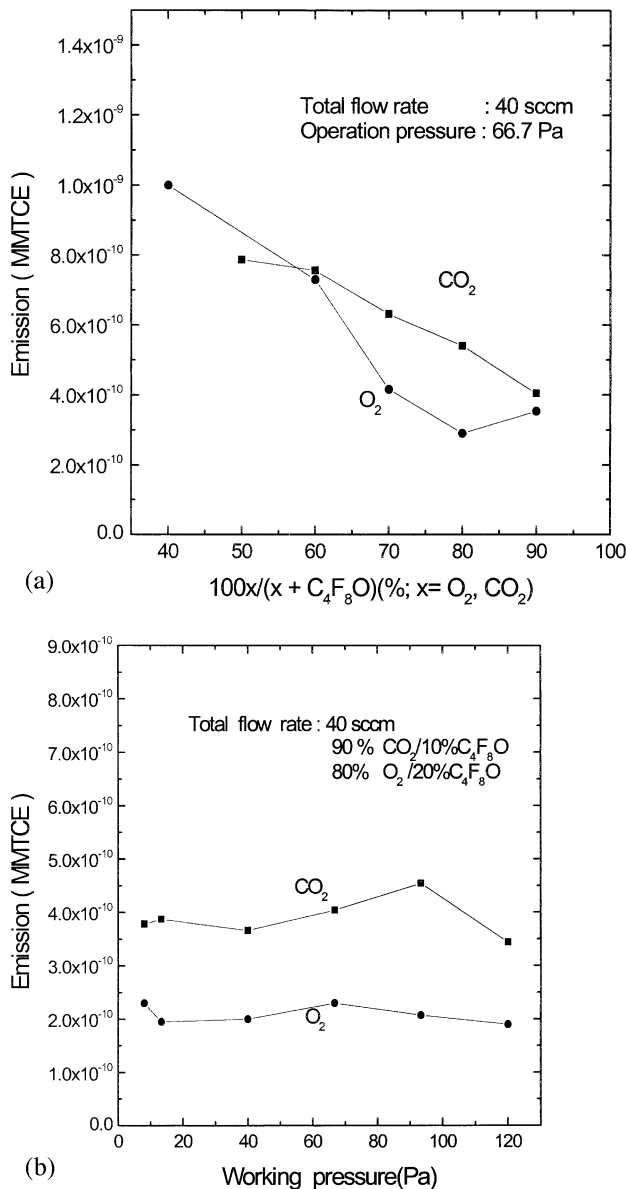 1.4x10⁻⁹
1.2x10⁻⁹
1.0x10⁻⁹
8.0x10⁻¹⁰
6.0x10⁻¹⁰
4.0x10⁻¹⁰
2.0x10⁻¹⁰
0.0
Emission ( MMTCE)
Total flow rate : 40 sccm
Operation pressure : 66.7 Pa
CO₂
O₂
40 50 60 70 80 90 100
(a)
100x/(x + C₄F₈O)(%; x= O₂, CO₂)
9.0x10⁻¹⁰
8.0x10⁻¹⁰
7.0x10⁻¹⁰
6.0x10⁻¹⁰
5.0x10⁻¹⁰
4.0x10⁻¹⁰
3.0x10⁻¹⁰
2.0x10⁻¹⁰
1.0x10⁻¹⁰
0.0
Emission ( MMTCE)
Total flow rate : 40 sccm
90 % CO₂/10%C₄F₈O
80% O₂ /20%C₄F₈O
CO₂
O₂
0 20 40 60 80 100 120
(b)
Working pressure(Pa)